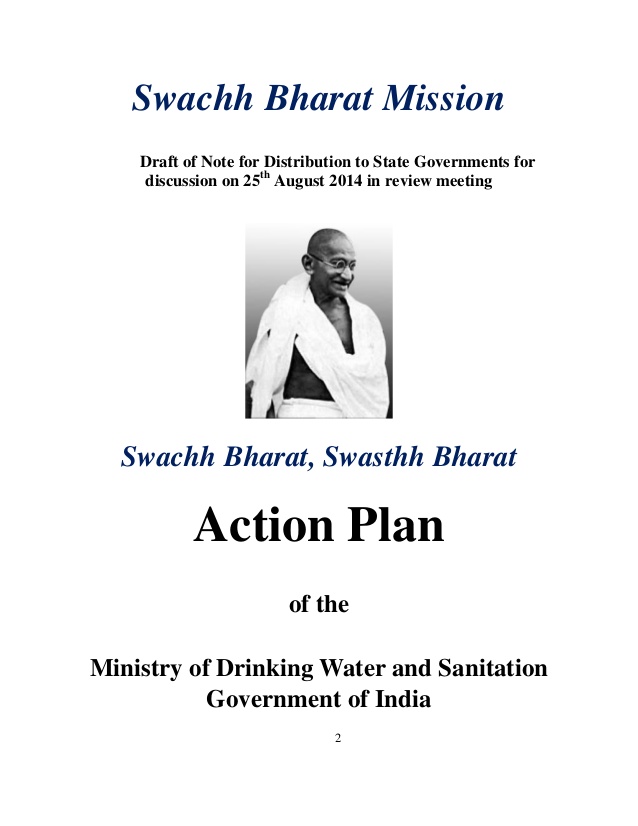 Swachh Bharat Mission
Draft of Note for Distribution to State Governments for
discussion on 25th August 2014 in review meeting
Swachh Bharat, Swasthh Bharat
Action Plan
of the
Ministry of Drinking Water and Sanitation
Government of India
2